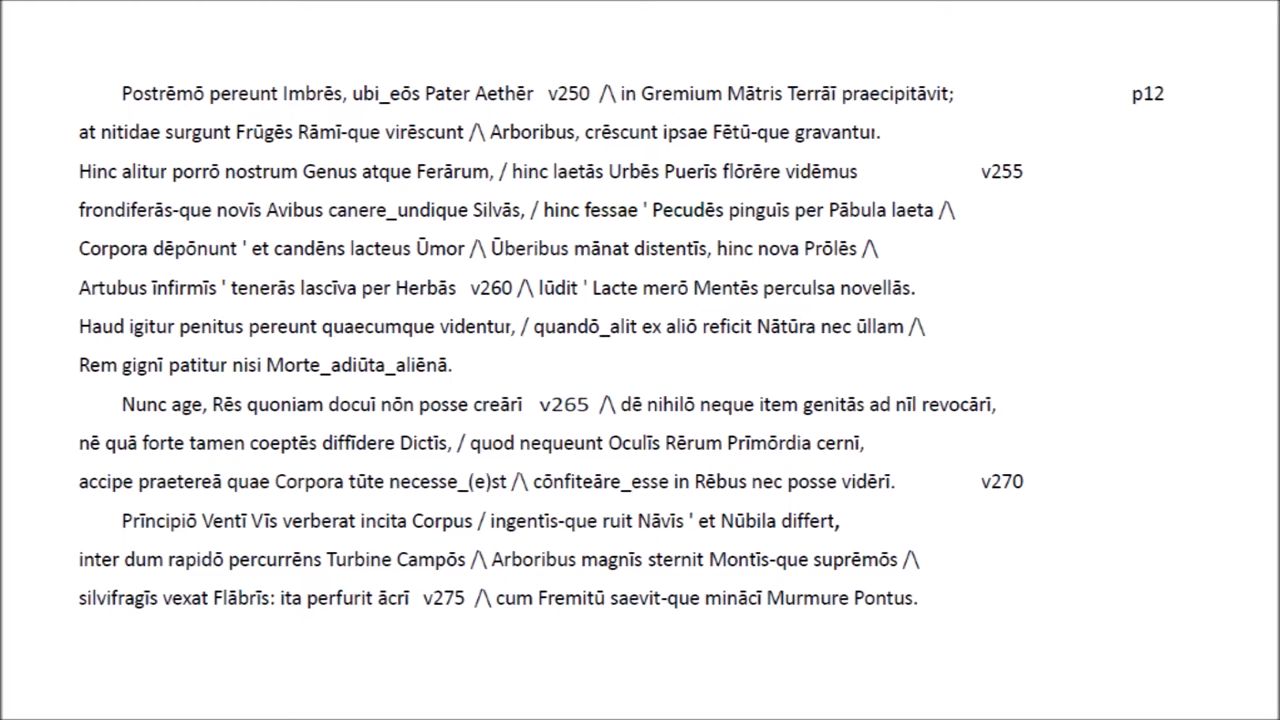 Postrēmō pereunt Imbrēs, ubi_eōs Pater Aethēr v250 /\ in Gremium Mātris Terrāī praecipitāvit; p12
at nitidae surgunt Frūgēs Rāmī-que virēscunt /\ Arboribus, crēscunt ipsae Fētū-que gravantur.
Hinc alitur porrō nostrum Genus atque Ferārum, / hinc laetās Urbēs Puerīs flōrēre vidēmus v255
frondiferās-que novīs Avibus canere_undique Silvās, / hinc fessae ' Pecudēs pinguīs per Pābula laeta /\
Corpora dēpōnunt ' et candēns lacteus Ūmor /\ Ūberibus mānat distentīs, hinc nova Prōlēs /\
Artubus īnfirmīs ' tenerās lascīva per Herbās v260 /\ lūdit ' Lacte merō Mentēs perculsa novellās.
Haud igitur penitus pereunt quaecumque videntur, / quandō_alit ex aliō reficit Nātūra nec ūllam /\
Rem gignī patitur nisi Morte_adiūta_aliēnā.
Nunc age, Rēs quoniam docuī nōn posse creārī v265 /\ dē nihilō neque item genitās ad nīl revocārī,
nē quā forte tamen coeptēs diffīdere Dictīs, / quod nequeunt Oculīs Rērum Prīmōrdia cernī,
accipe praetereā quae Corpora tūte necesse_(e)st /\ cōnfiteāre_esse in Rēbus nec posse vidērī. v270
Prīncipiō Ventī Vīs verberat incita Corpus / ingentīs-que ruit Nāvīs ' et Nūbila differt,
inter dum rapidō percurrēns Turbine Campōs /\ Arboribus magnīs sternit Montīs-que suprēmōs /\
silvifragīs vexat Flābrīs: ita perfurit ācrī v275 /\ cum Fremitū saevit-que minācī Murmure Pontus.